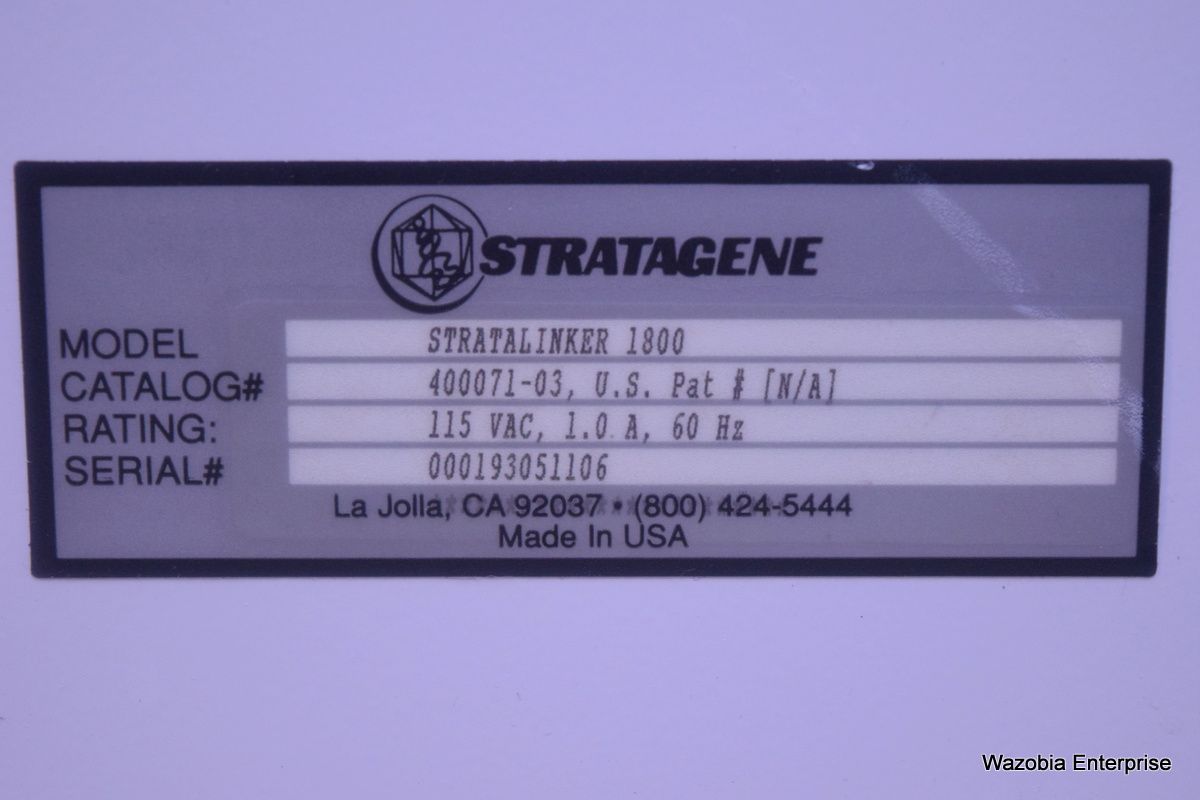 STRATAGENE
MODEL STRATALINKER 1800
CATALOG# 400071-03, U.S. Pat # [N/A]
RATING: 115 VAC, 1.0 A, 60 Hz
SERIAL# 000193051106
La Jolla, CA 92037 • (800) 424-5444
Made In USA
Wazobia Enterprise